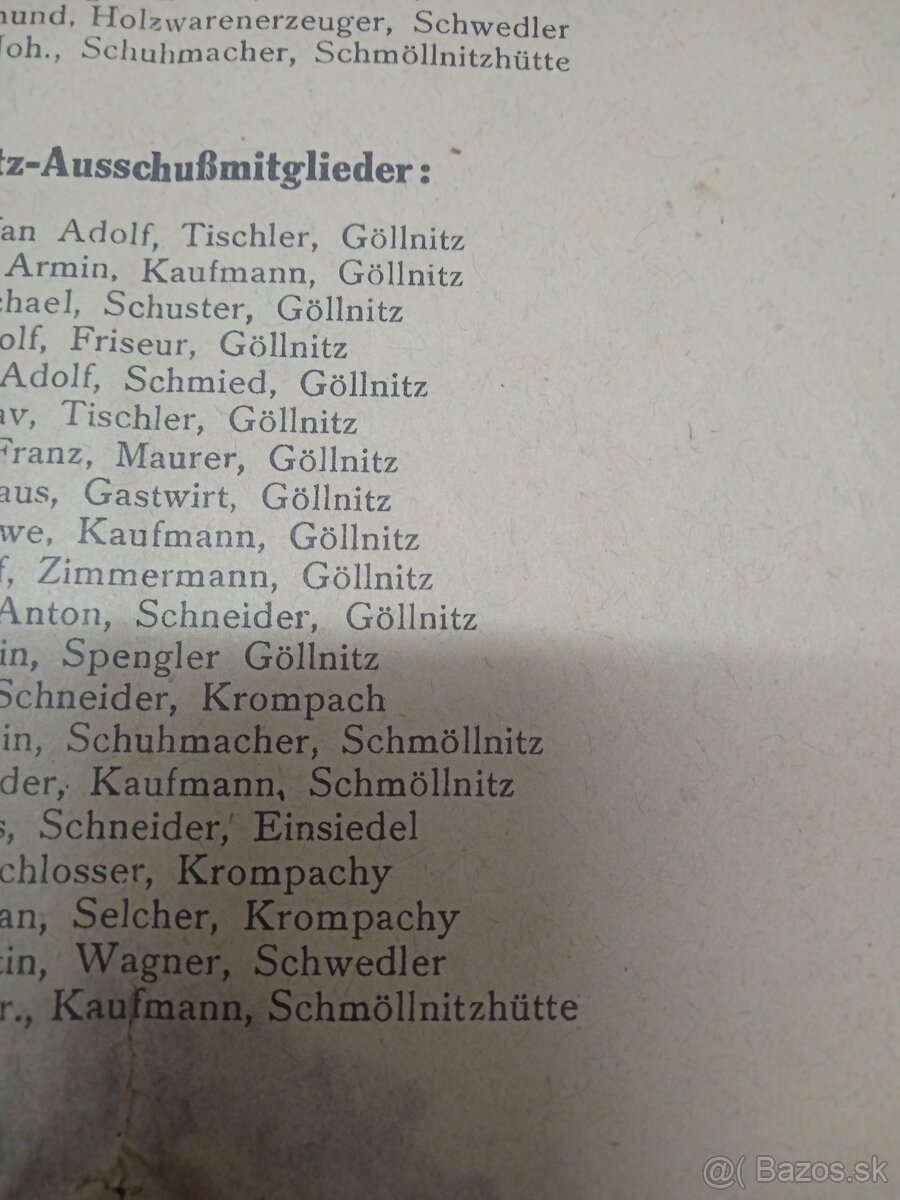 mund, Holzwarenerzeuger, Schwedler
Joh., Schuhmacher, Schmöllnitzhütte
tz-Ausschußmitglieder:
fan Adolf, Tischler, Göllnitz
Armin, Kaufmann, Göllnitz
chael, Schuster, Göllnitz
olf, Friseur, Göllnitz
Adolf, Schmied, Göllnitz
av, Tischler, Göllnitz
Franz, Maurer, Göllnitz
aus, Gastwirt, Göllnitz
we, Kaufmann, Göllnitz
f, Zimmermann, Göllnitz
Anton, Schneider, Göllnitz
in, Spengler Göllnitz
Schneider, Krompach
in, Schuhmacher, Schmöllnitz
der, Kaufmann, Schmöllnitz
s, Schneider, Einsiedel
chlosser, Krompachy
an, Selcher, Krompachy
tin, Wagner, Schwedler
r., Kaufmann, Schmöllnitzhütte
@( Bazos.sk